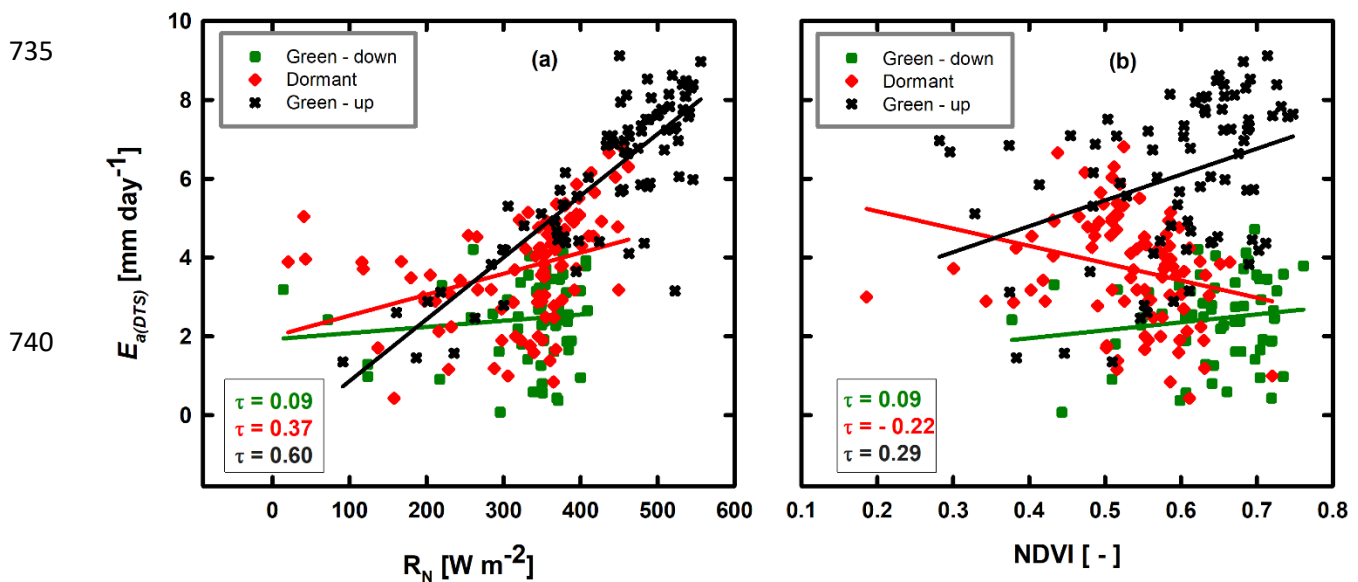 735
740
10
8
6
4
2
0
E a(DTS) [mm day-1]
Green - down
Dormant
Green - up
(a)
τ = 0.09
τ = 0.37
τ = 0.60
0 100 200 300 400 500 600
R N [W m-2]
Green - down
Dormant
Green - up
(b)
τ = 0.09
τ = - 0.22
τ = 0.29
0.1 0.2 0.3 0.4 0.5 0.6 0.7 0.8
NDVI [ - ]